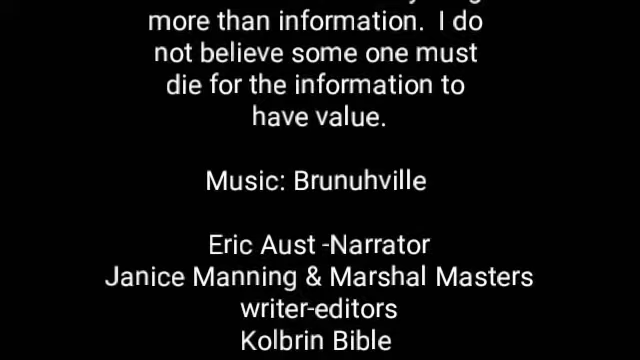 more than information.  I do
not believe some one must
die for the information to
have value.
Music: Brunuhville
Eric Aust -Narrator
Janice Manning & Marshal Masters
writer-editors
Kolbrin Bible